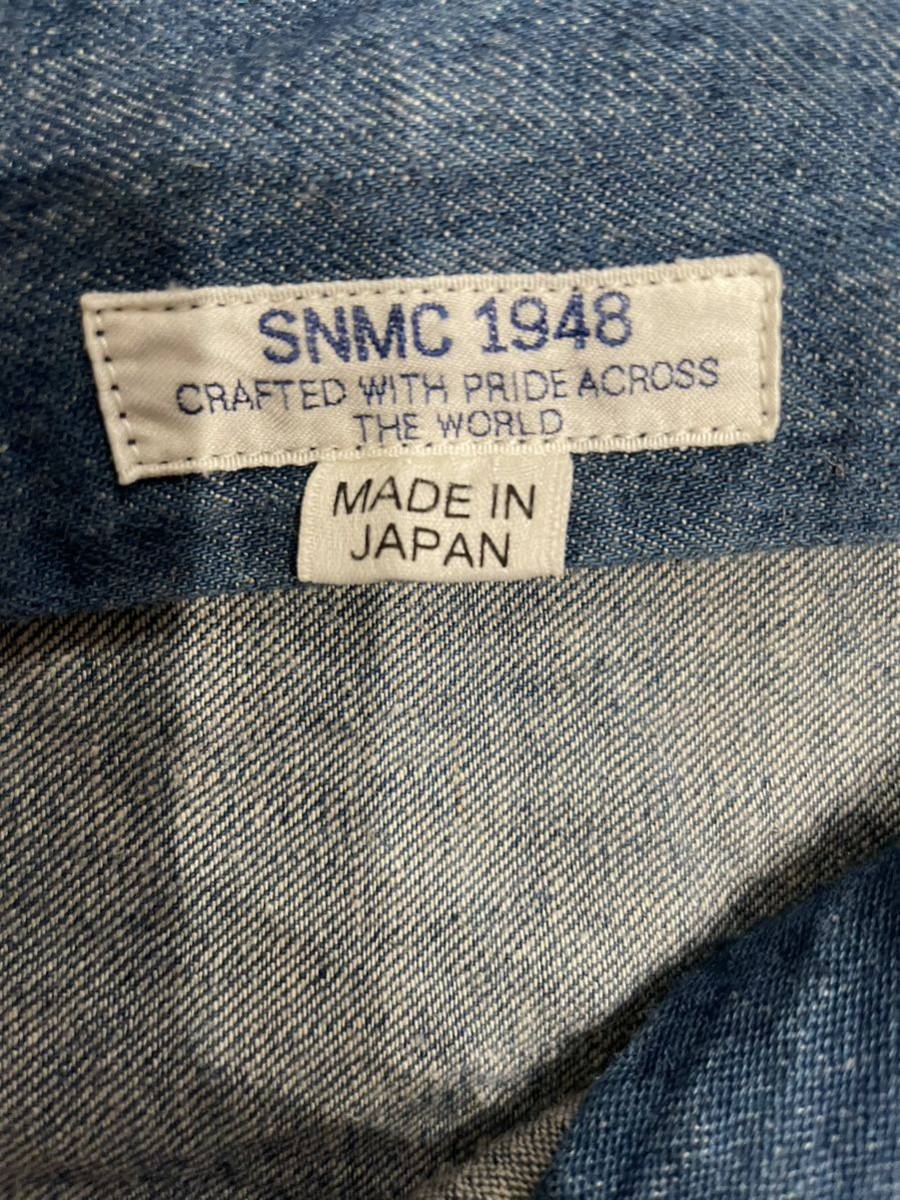 SNMC 1948
CRAFTED WITH PRIDE ACROSS
THE WORLD
MADE IN
JAPAN